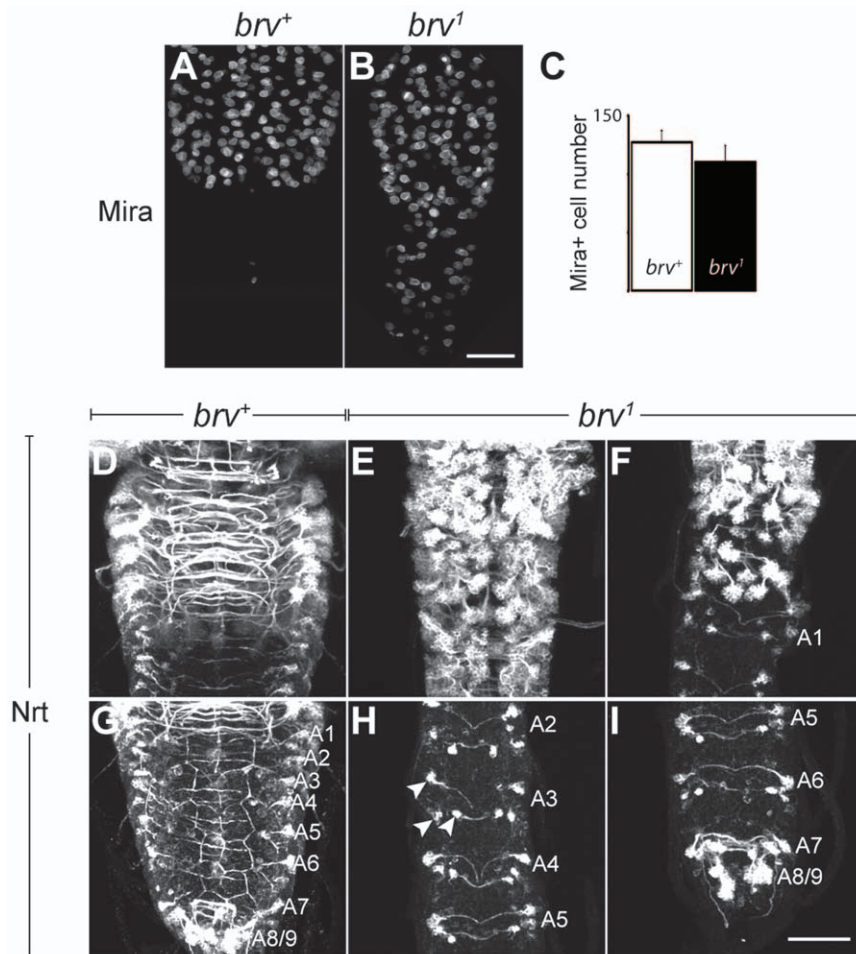 brv⁺ brv¹
A B C
150
Mira
Mira+ cell number
brv⁺ brv¹
brv⁺ brv¹
D E F
A1
Nrt
G H I
A1
A2
A3
A4
A5
A6
A7
A8/9
A2
A3
A4
A5
A5
A6
A7
A8/9